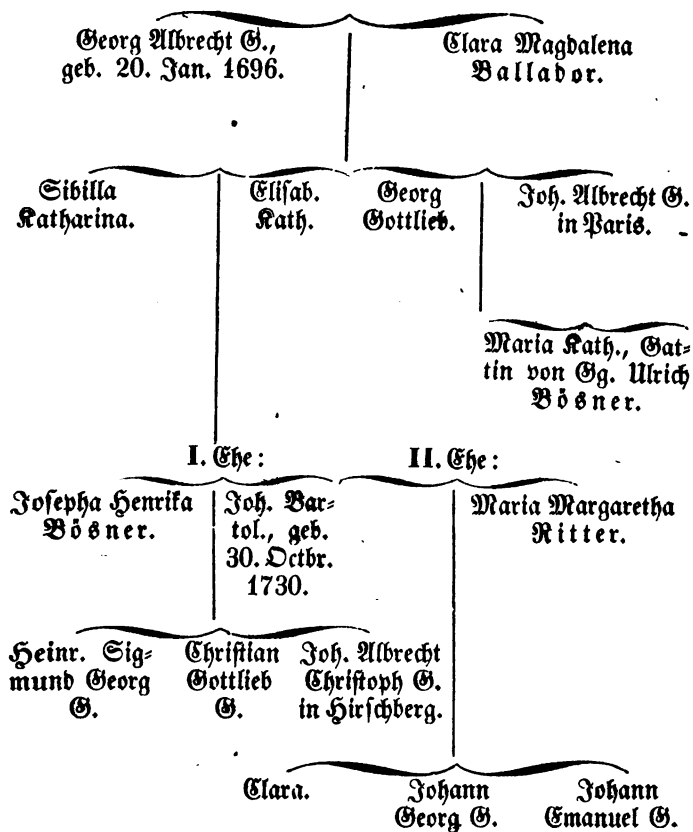 Georg Albrecht G.,
geb. 20. Jan. 1696.
Clara Magdalena
Ballador.
Sibilla
Katharina.
Elisab.
Kath.
Georg
Gottlieb.
Joh. Albrecht G.
in Paris.
Maria Kath., Gat-
tin von Gg. Ulrich
Bösner.
I. Ehe:
II. Ehe:
Josepha Henrika
Bösner.
Joh. Bar-
tol., geb.
30. Octbr.
1730.
Maria Margaretha
Ritter.
Heinr. Sig-
mund Georg
G.
Christian
Gottlieb
G.
Joh. Albrecht
Christoph G.
in Hirschberg.
Clara.
Johann
Georg G.
Johann
Emanuel G.